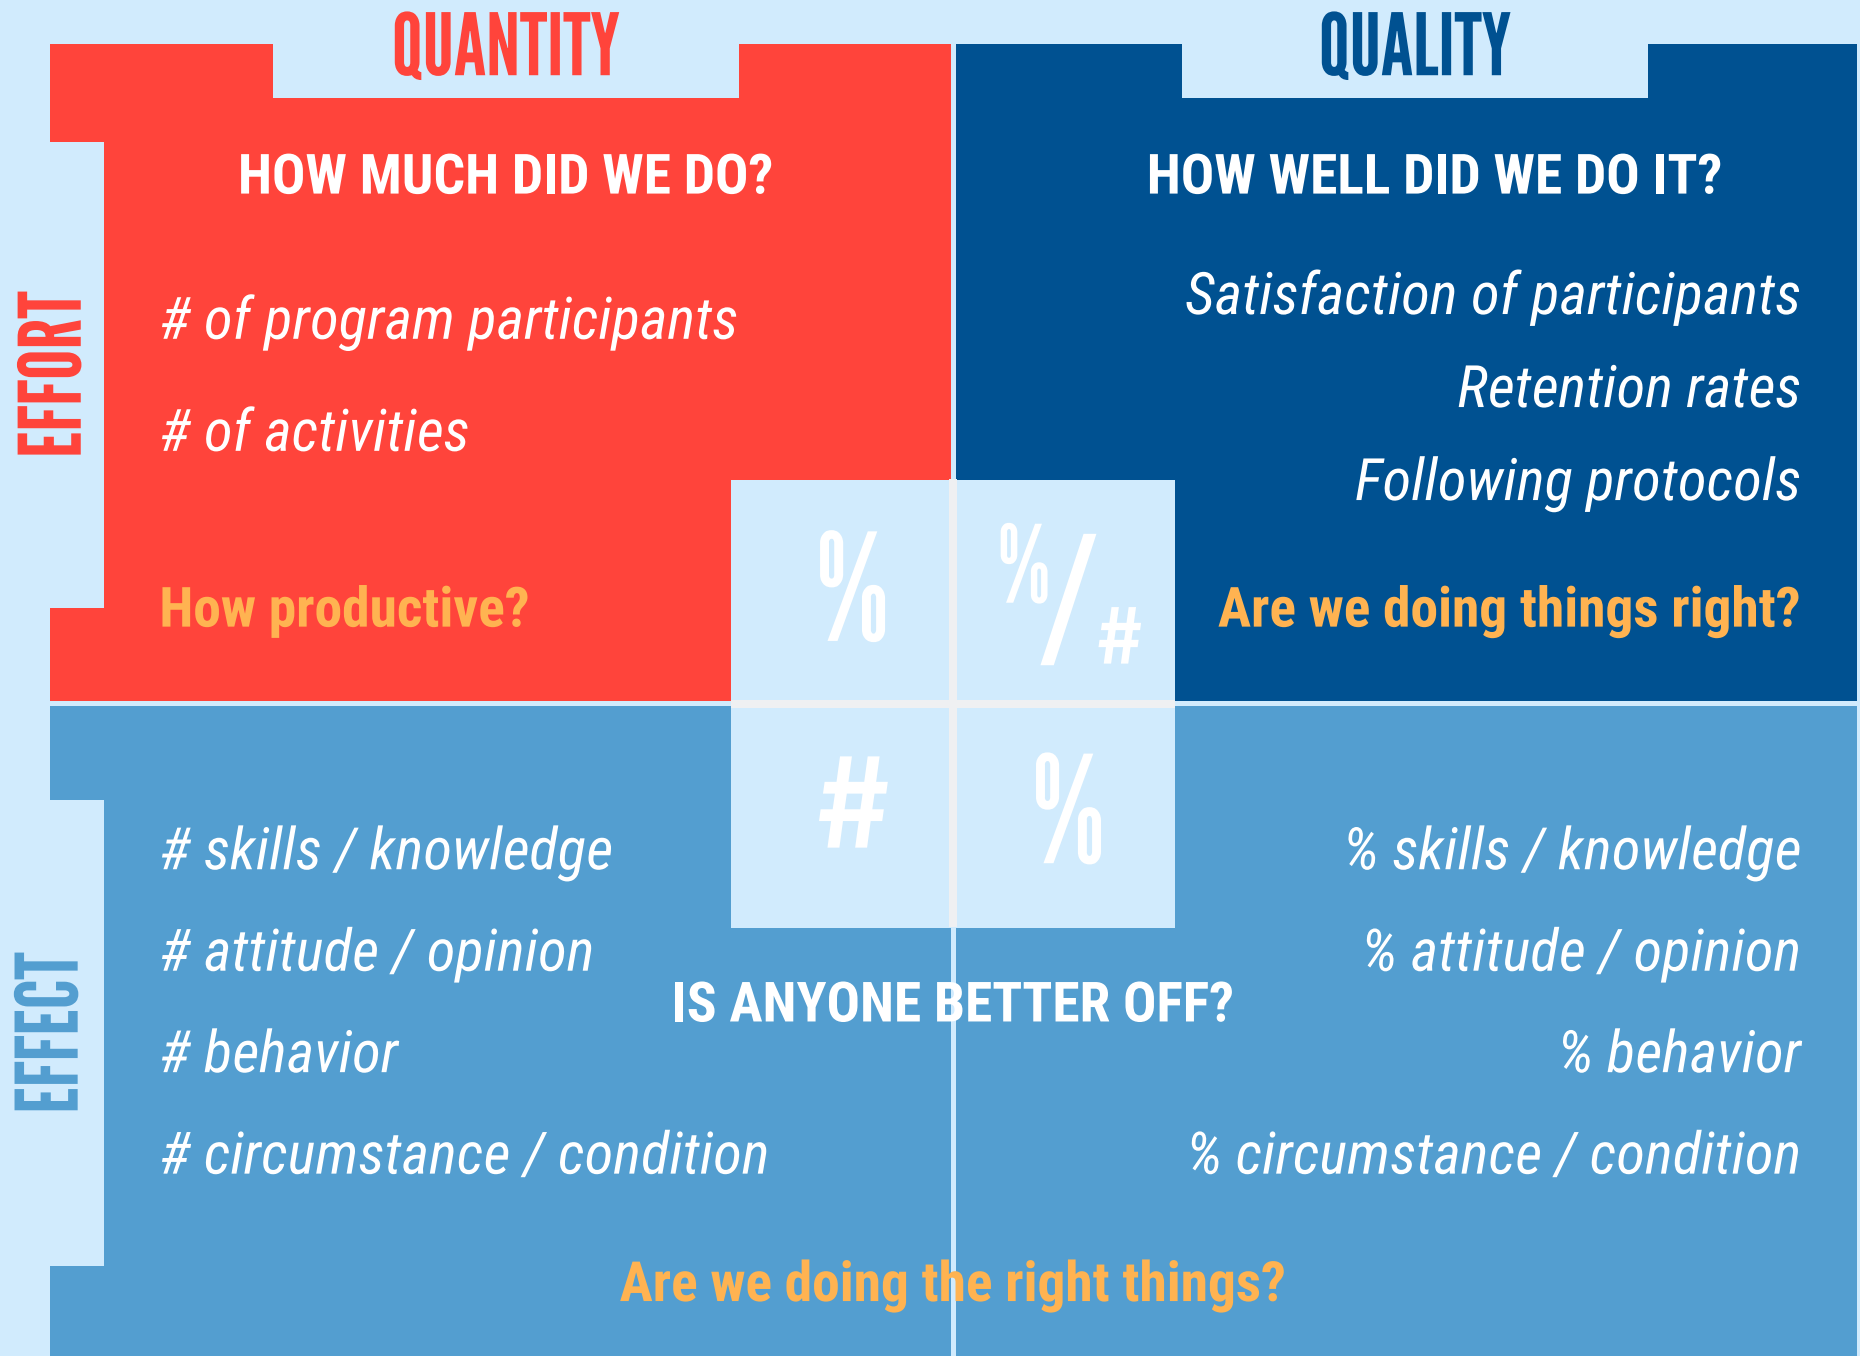 QUANTITY
QUALITY
EFFORT
HOW MUCH DID WE DO?
# of program participants
# of activities
How productive?
HOW WELL DID WE DO IT?
Satisfaction of participants
Retention rates
Following protocols
Are we doing things right?
%
%/#
#
%
EFFECT
# skills / knowledge
# attitude / opinion
# behavior
# circumstance / condition
IS ANYONE BETTER OFF?
% skills / knowledge
% attitude / opinion
% behavior
% circumstance / condition
Are we doing the right things?